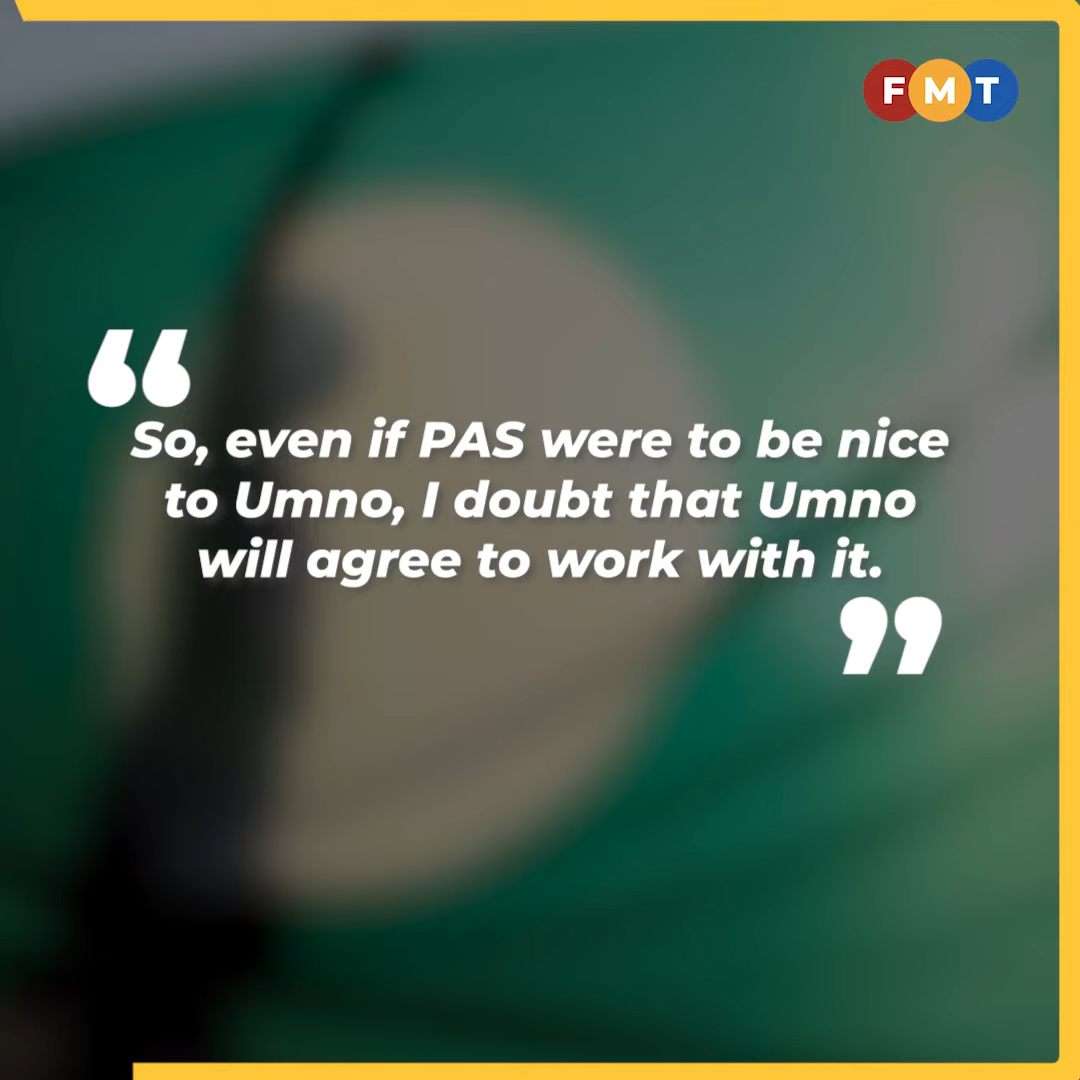 FMT
“
So, even if PAS were to be nice
to Umno, I doubt that Umno
will agree to work with it.
”